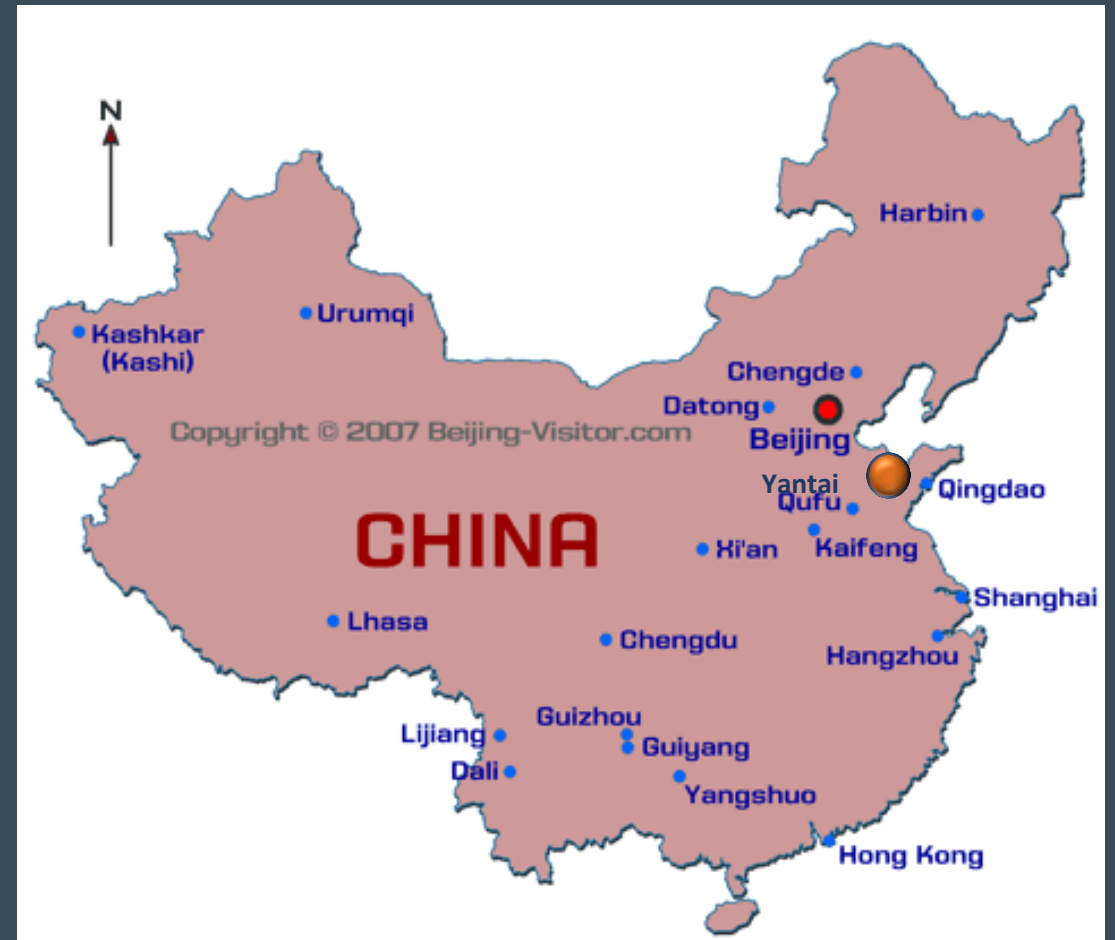 N
Harbin
Urumqi
Kashkar
(Kashi)
Chengde
Datong
Copyright © 2007 Beijing-Visitor.com
Beijing
Yantai
Qingdao
Qufu
CHINA
Xi'an
Kaifeng
Shanghai
Lhasa
Chengdu
Hangzhou
Guizhou
Lijiang
Guiyang
Dali
Yangshuo
Hong Kong